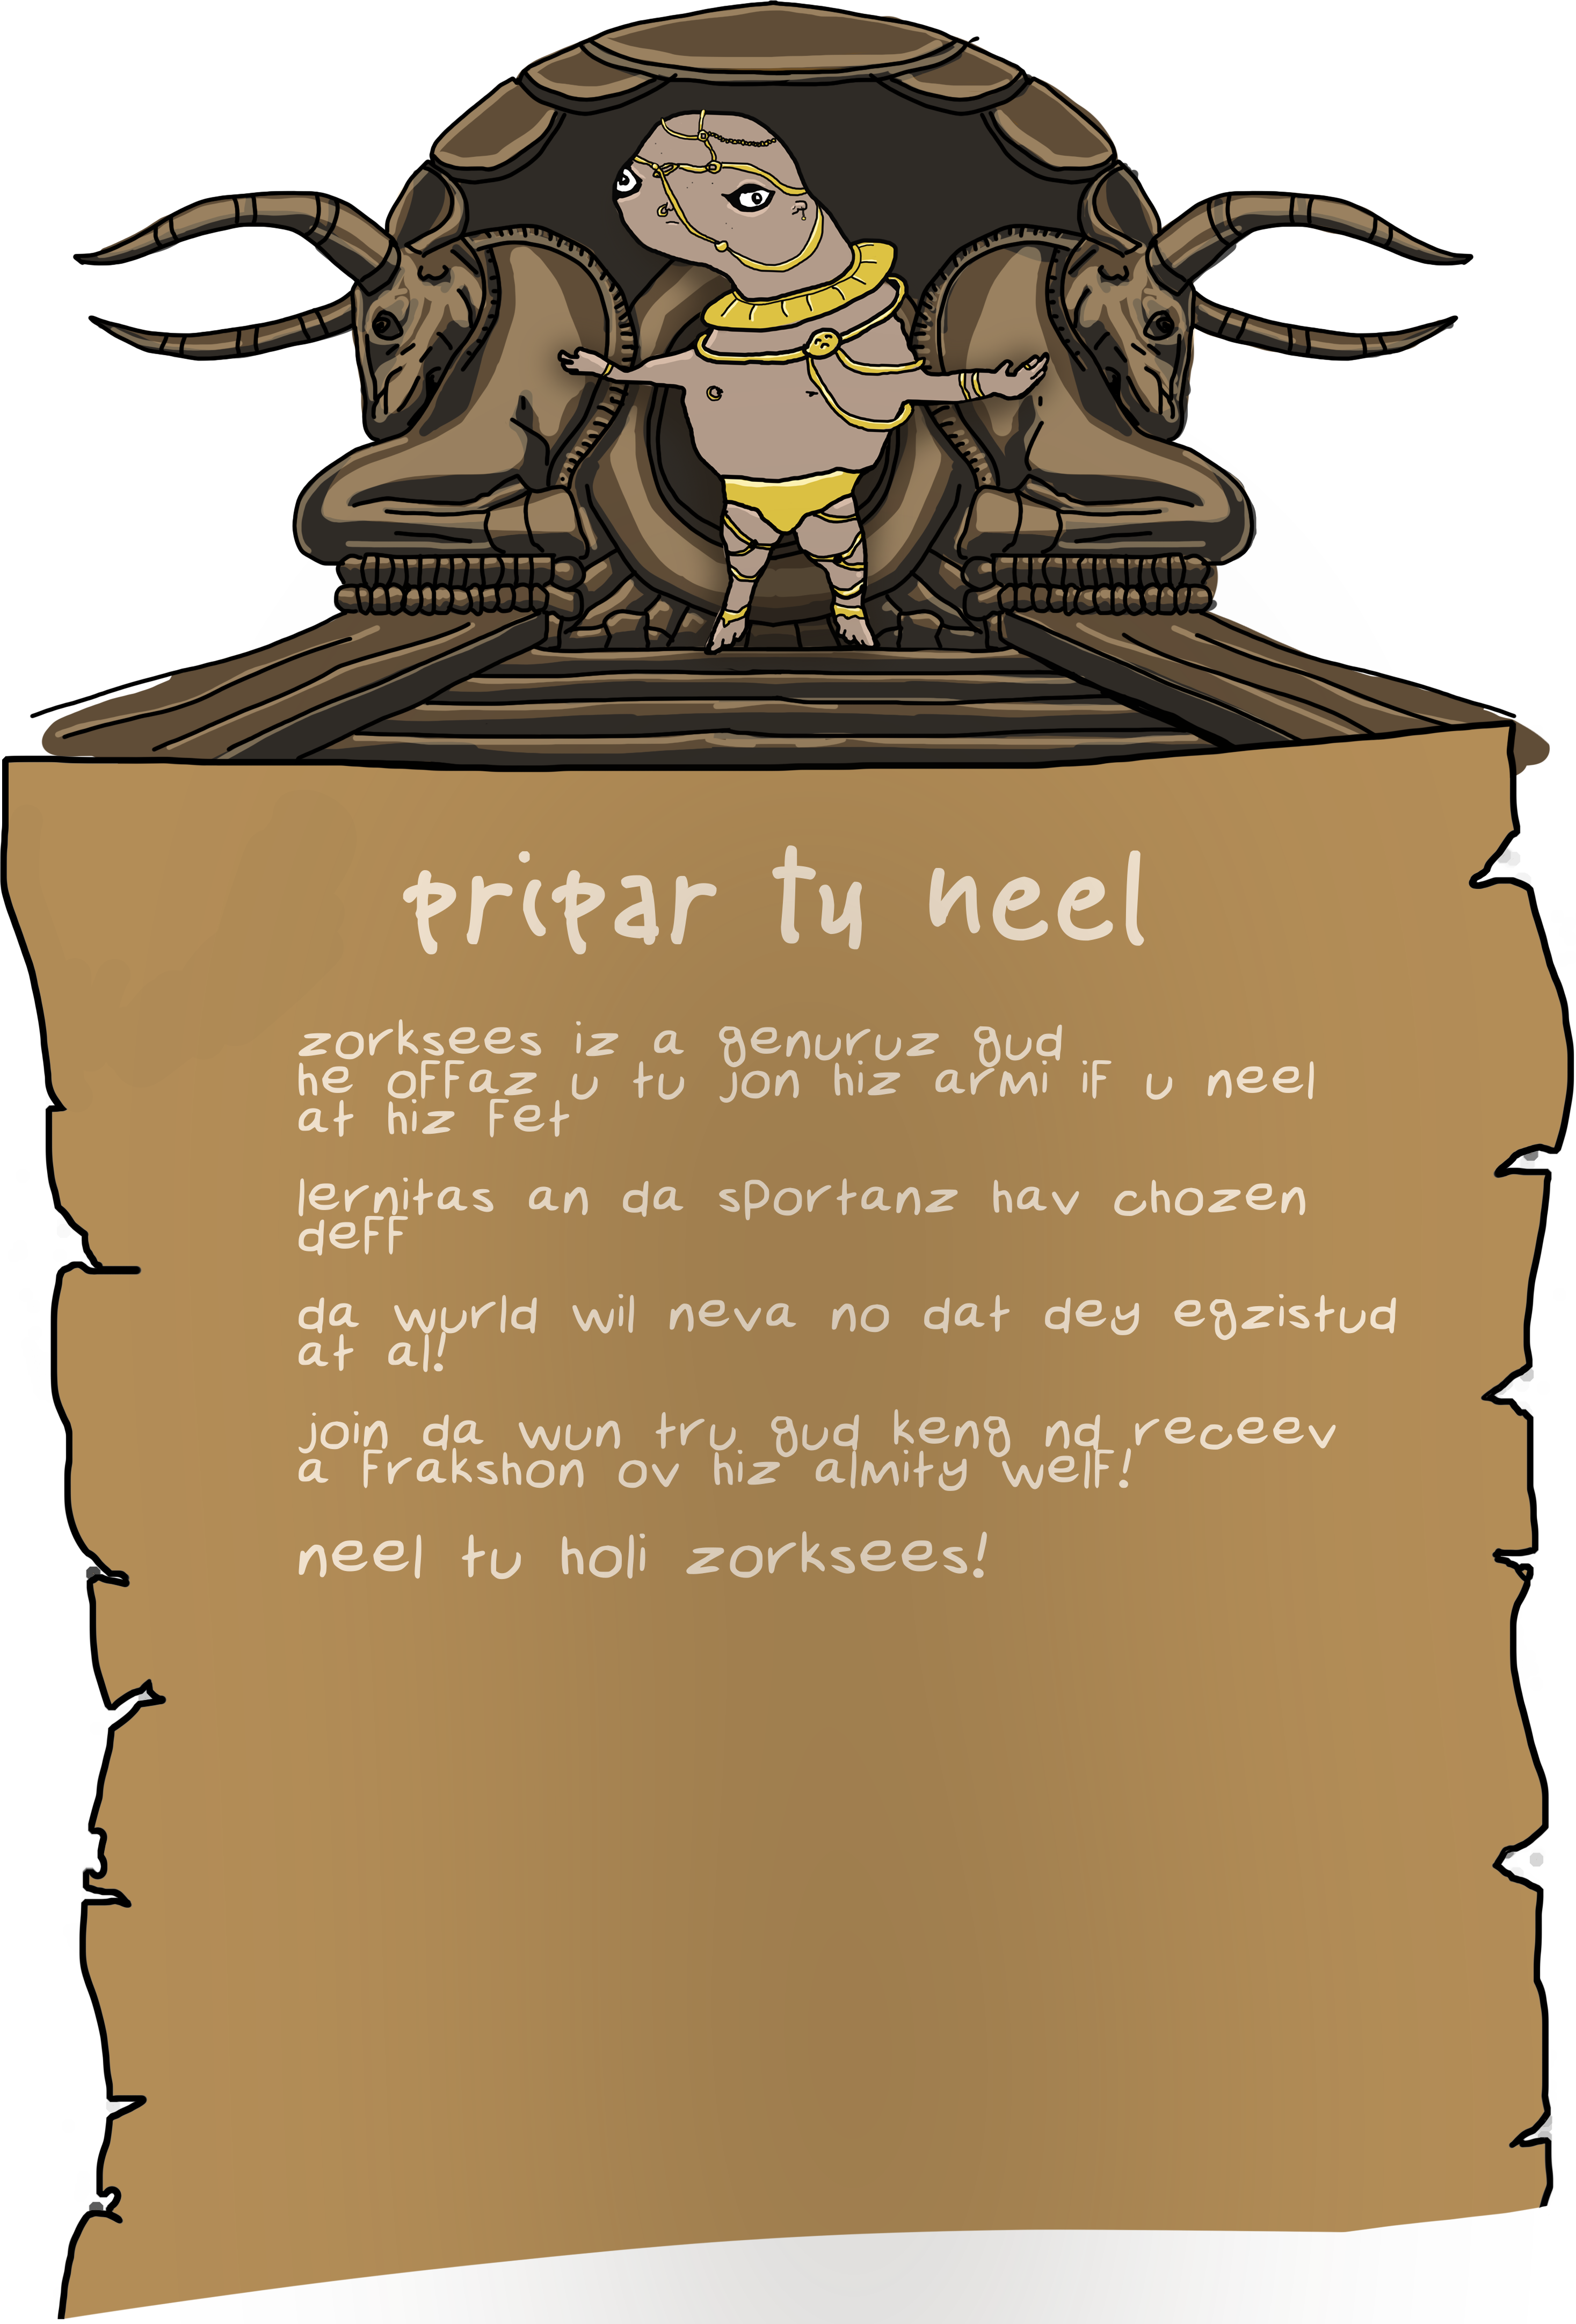 pripar tu neel
zorksees iz a genuruz gud
he offaz u tu jon hiz armi if u neel
at hiz fet
lernitas an da sportanz hav chozen
deff
da wurld wil neva no dat dey egzistud
at al!
join da wun tru gud keng nd receev
a frakshon ov hiz almity welf!
neel tu holi zorksees!